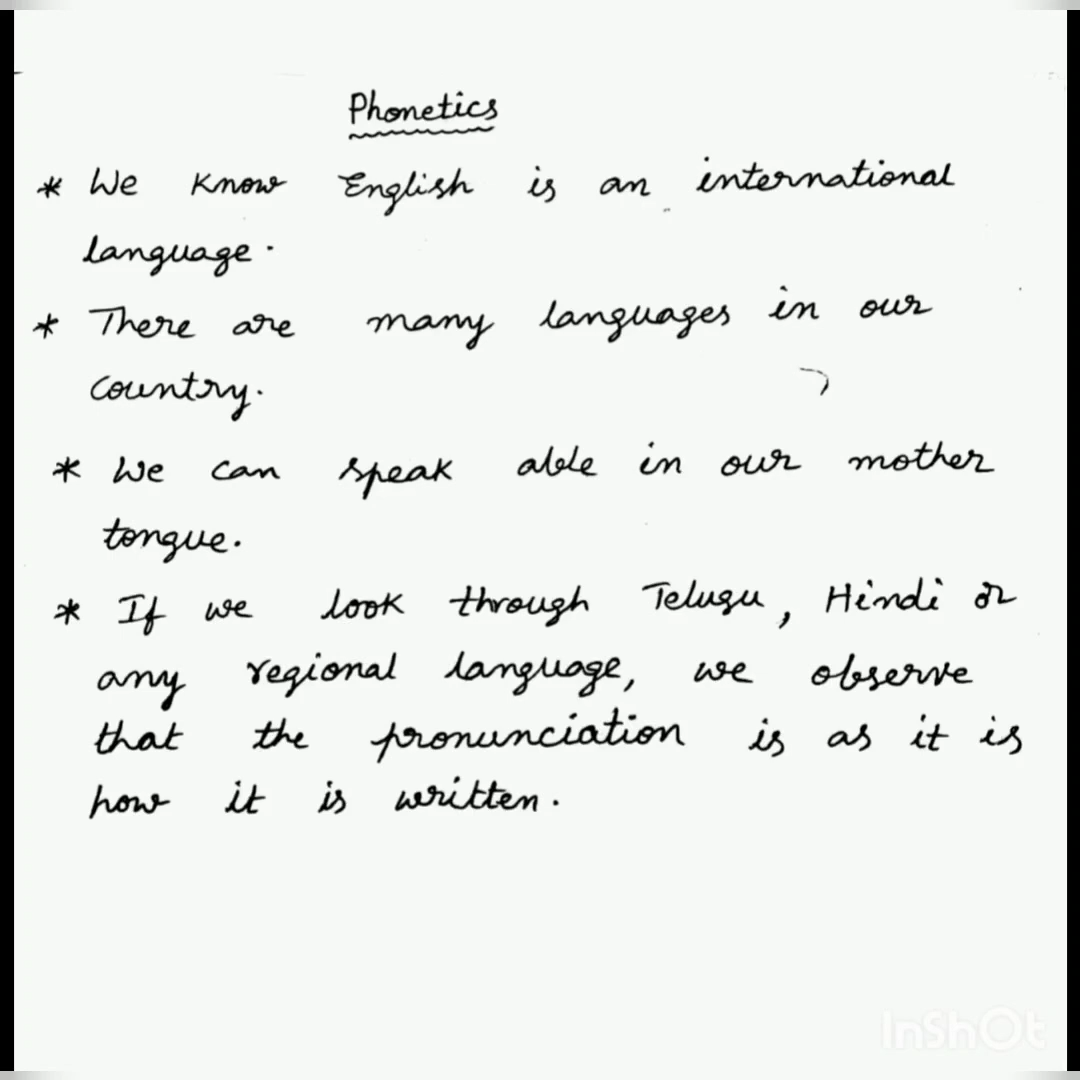 Phonetics
* We know English is an international
language.
* There are many languages in our
country.
* We can speak able in our mother
tongue.
* If we look through Telugu, Hindi or
any regional language, we observe
that the pronunciation is as it is
how it is written.
InShOt